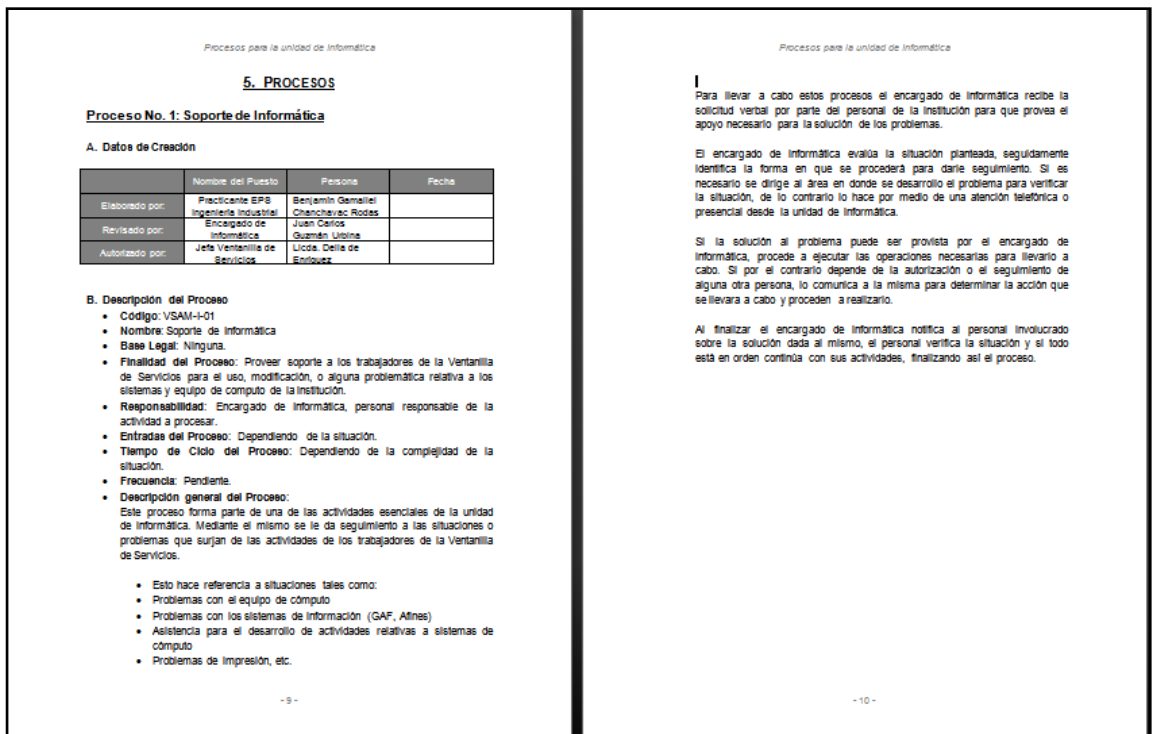 Procesos para la unidad de Informática
5. PROCESOS
Proceso No. 1: Soporte de Informática
A. Datos de Creación
Nombre del Puesto Persona Fecha
Elaborado por: Practicante EPS Ingeniería Industrial Benjamín Gamaliel Chanchavac Rodas
Revisado por: Encargado de Informática Juan Carlos Guzmán Urbina
Autorizado por: Jefa Ventanilla de Servicios Licda. Delia de Enríquez
B. Descripción del Proceso
• Código: VSAM-I-01
• Nombre: Soporte de Informática
• Base Legal: Ninguna.
• Finalidad del Proceso: Proveer soporte a los trabajadores de la Ventanilla
de Servicios para el uso, modificación, o alguna problemática relativa a los
sistemas y equipo de computo de la institución.
• Responsabilidad: Encargado de Informática, personal responsable de la
actividad a procesar.
• Entradas del Proceso: Dependiendo de la situación.
• Tiempo de Ciclo del Proceso: Dependiendo de la complejidad de la
situación.
• Frecuencia: Pendiente.
• Descripción general del Proceso:
Este proceso forma parte de una de las actividades esenciales de la unidad
de Informática. Mediante el mismo se le da seguimiento a las situaciones o
problemas que surjan de las actividades de los trabajadores de la Ventanilla
de Servicios.
• Esto hace referencia a situaciones tales como:
• Problemas con el equipo de cómputo
• Problemas con los sistemas de información (GAF, Afines)
• Asistencia para el desarrollo de actividades relativas a sistemas de
cómputo
• Problemas de impresión, etc.
- 9 -
Procesos para la unidad de Informática
Para llevar a cabo estos procesos el encargado de Informática recibe la
solicitud verbal por parte del personal de la institución para que provea el
apoyo necesario para la solución de los problemas.
El encargado de Informática evalúa la situación planteada, seguidamente
identifica la forma en que se procederá para darle seguimiento. Si es
necesario se dirige al área en donde se desarrollo el problema para verificar
la situación, de lo contrario lo hace por medio de una atención telefónica o
presencial desde la unidad de Informática.
Si la solución al problema puede ser provista por el encargado de
Informática, procede a ejecutar las operaciones necesarias para llevarlo a
cabo. Si por el contrario depende de la autorización o el seguimiento de
alguna otra persona, lo comunica a la misma para determinar la acción que
se llevara a cabo y proceden a realizarlo.
Al finalizar el encargado de Informática notifica al personal involucrado
sobre la solución dada al mismo, el personal verifica la situación y si todo
está en orden continúa con sus actividades, finalizando así el proceso.
- 10 -